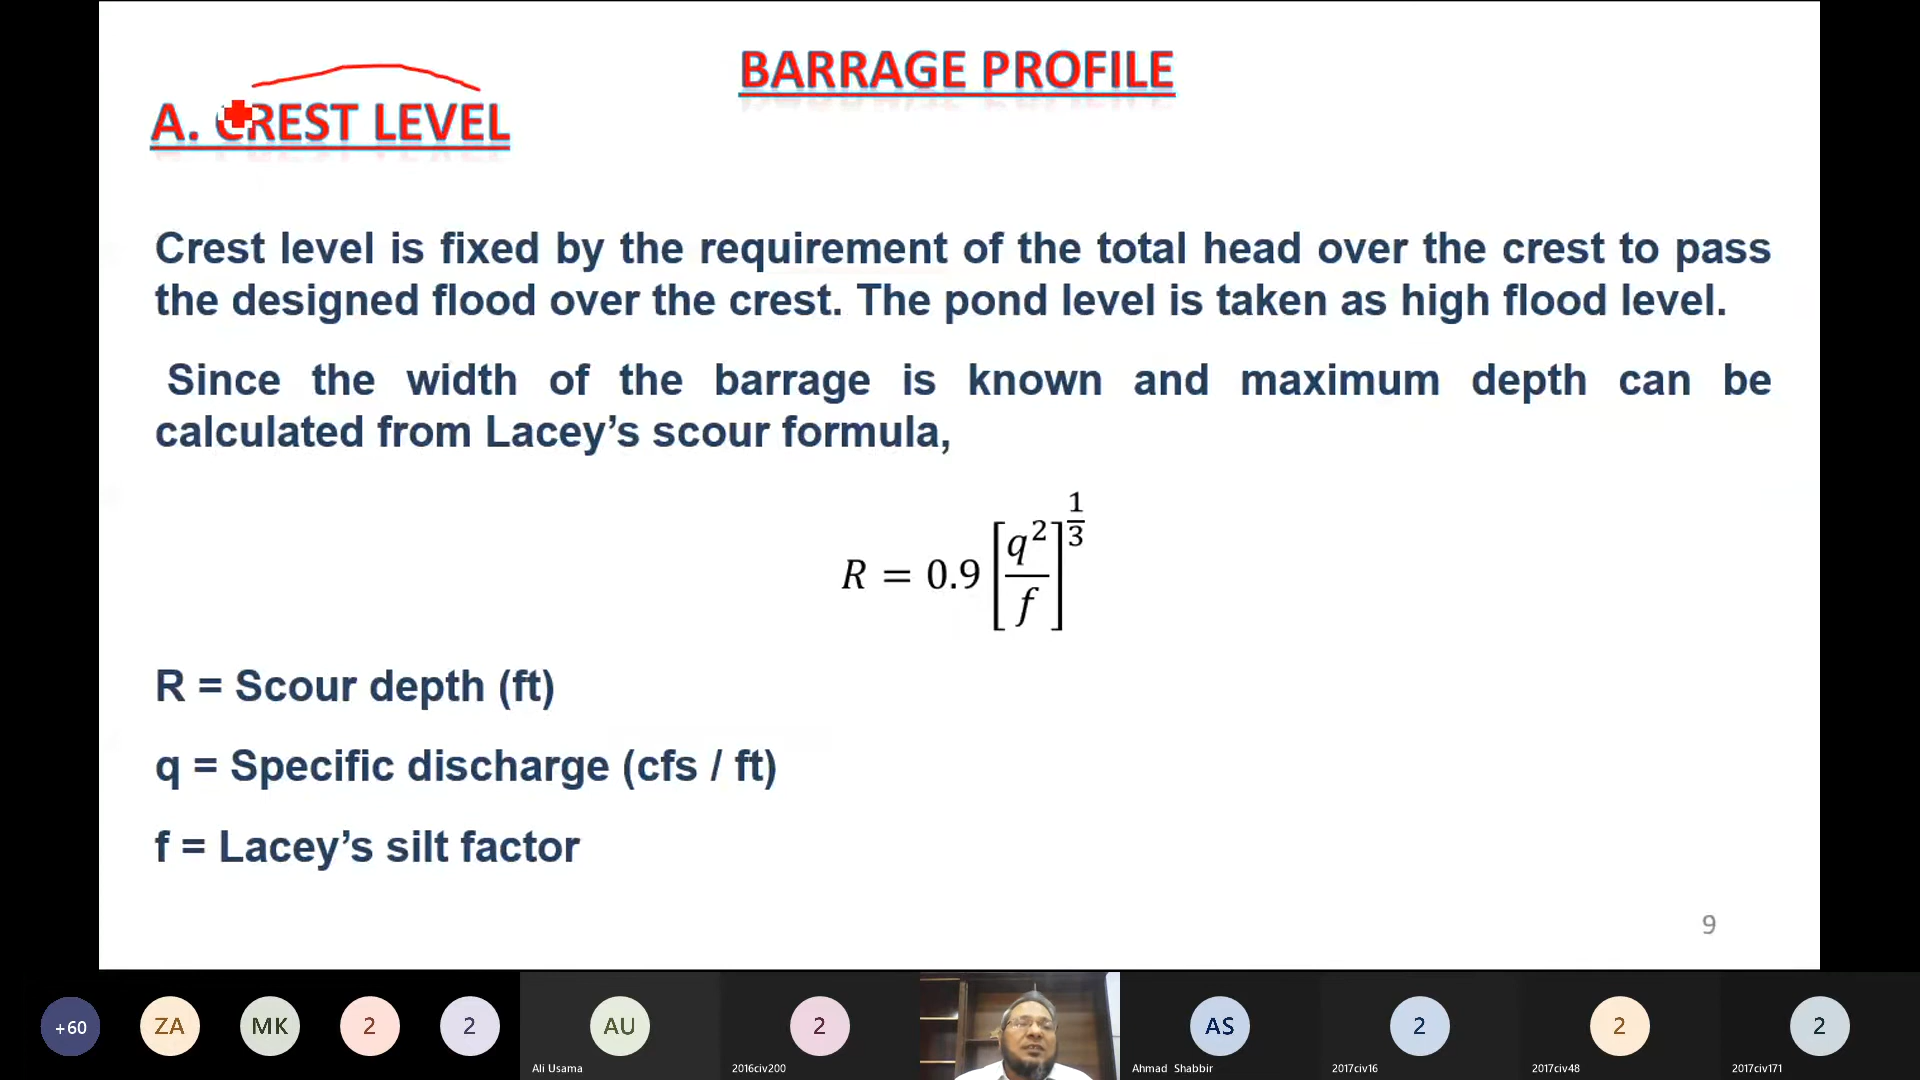 BARRAGE PROFILE
A. CREST LEVEL
Crest level is fixed by the requirement of the total head over the crest to pass
the designed flood over the crest. The pond level is taken as high flood level.
Since the width of the barrage is known and maximum depth can be
calculated from Lacey’s scour formula,
R = 0.9 [q²/f]^(1/3)
R = Scour depth (ft)
q = Specific discharge (cfs / ft)
f = Lacey’s silt factor
9
+60 ZA MK 2 2 AU 2 AS 2 2 2
Ali Usama 2016civ200 Ahmad Shabbir 2017civ16 2017civ48 2017civ171